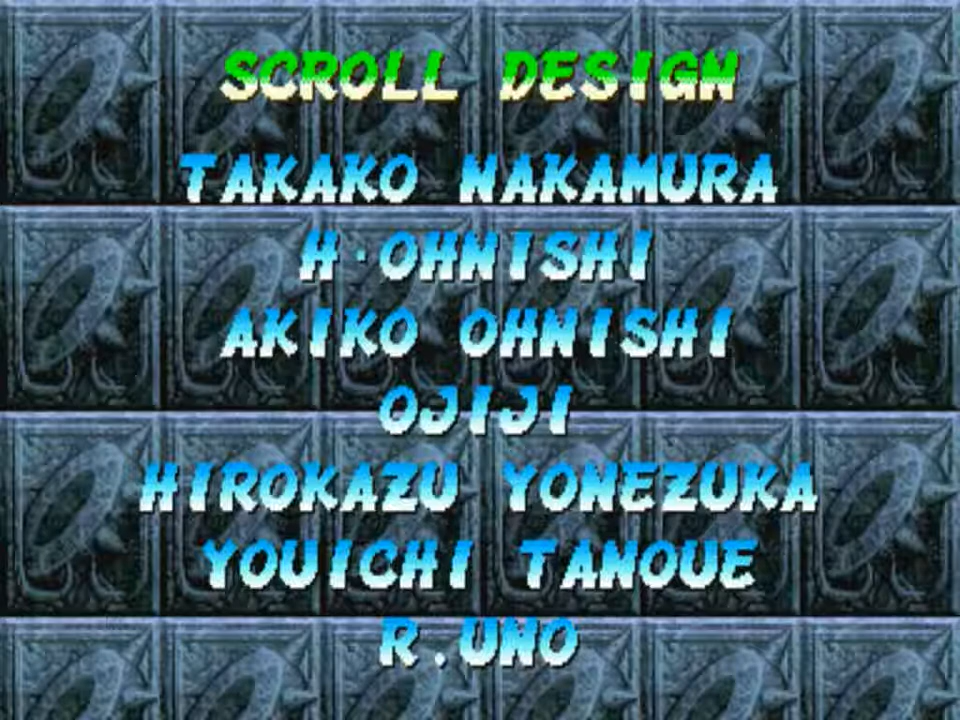 SCROLL DESIGN
TAKAKO NAKAMURA
H·OHNISHI
AKIKO OHNISHI
OJIJI
HIROKAZU YONEZUKA
YOUICHI TANOUE
R.UNO